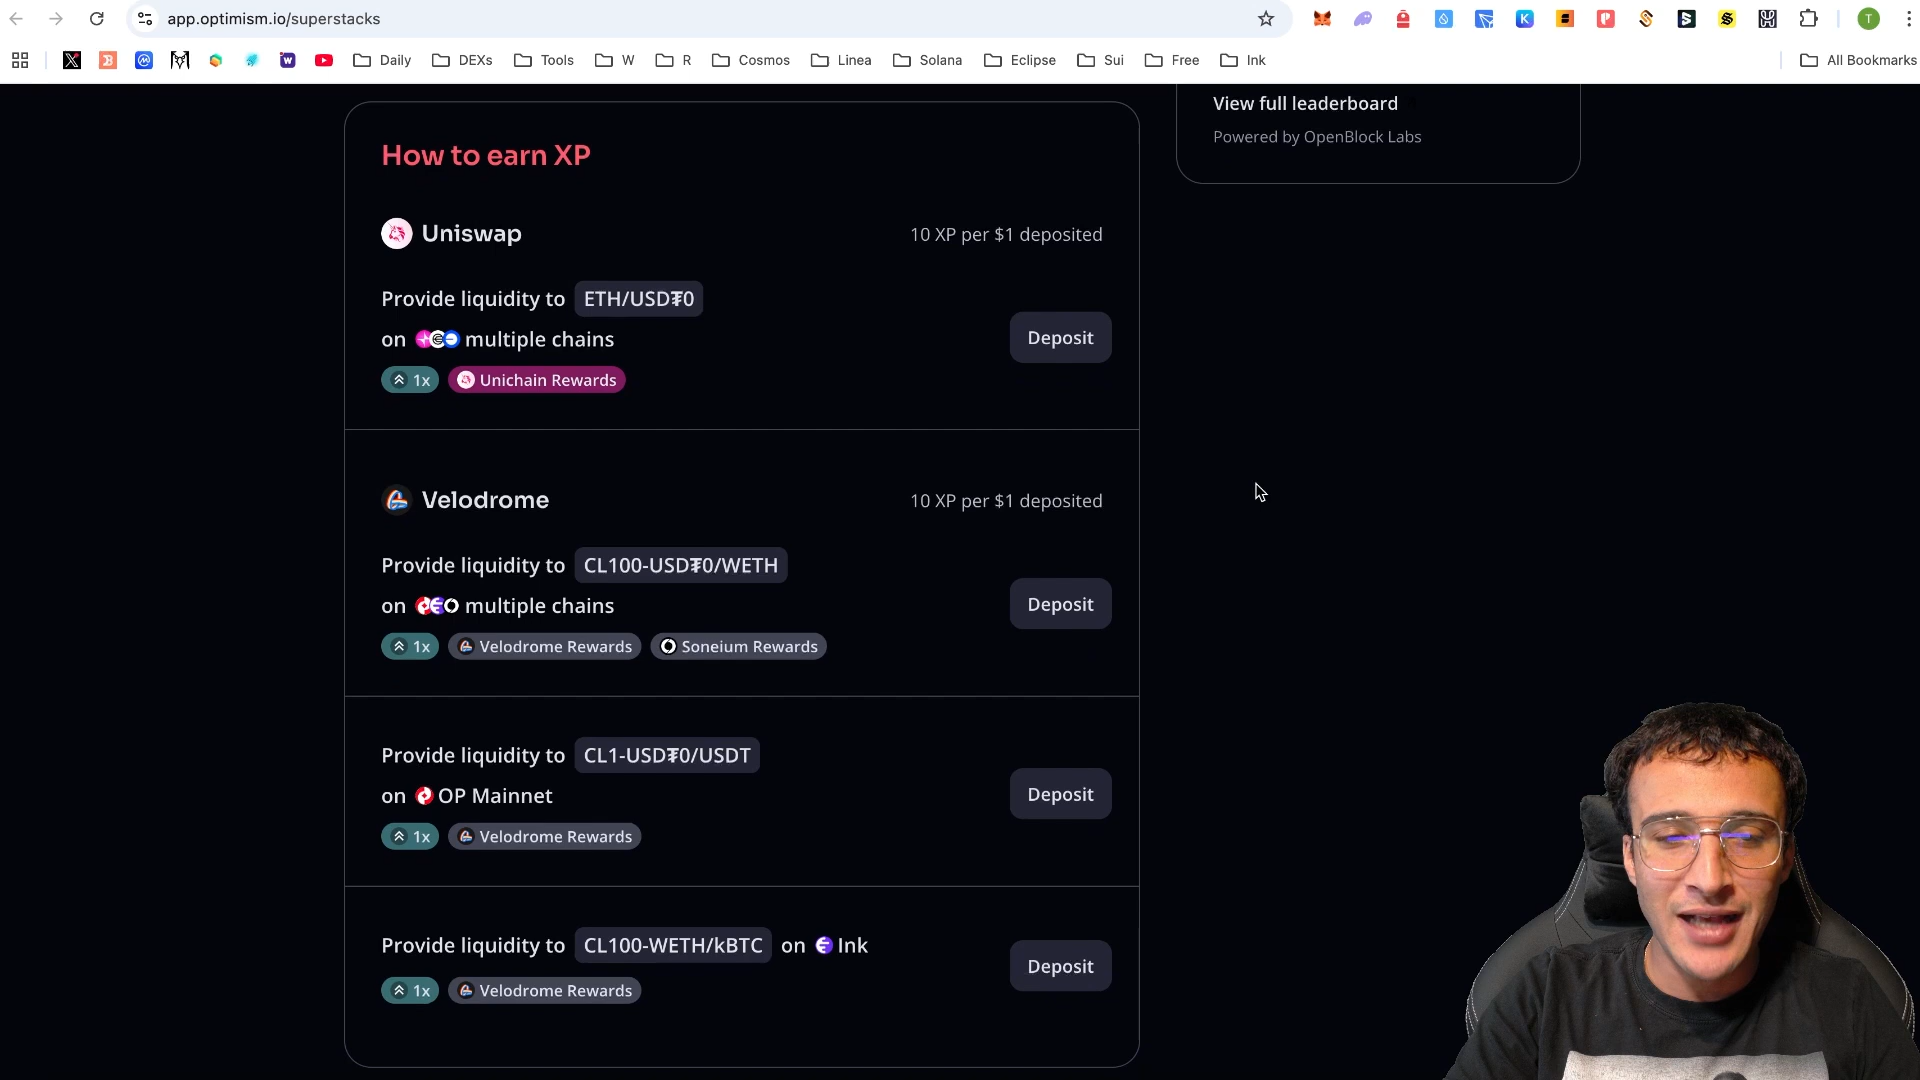 app.optimism.io/superstacks
T
Daily
DEXs
Tools
W
R
Cosmos
Linea
Solana
Eclipse
Sui
Free
Ink
All Bookmarks
View full leaderboard
Powered by OpenBlock Labs
How to earn XP
Uniswap
10 XP per $1 deposited
Provide liquidity to ETH/USD₮0
on multiple chains
Deposit
1x Unichain Rewards
Velodrome
10 XP per $1 deposited
Provide liquidity to CL100-USD₮0/WETH
on multiple chains
Deposit
1x Velodrome Rewards Soneium Rewards
Provide liquidity to CL1-USD₮0/USDT
on OP Mainnet
Deposit
1x Velodrome Rewards
Provide liquidity to CL100-WETH/kBTC on Ink
Deposit
1x Velodrome Rewards